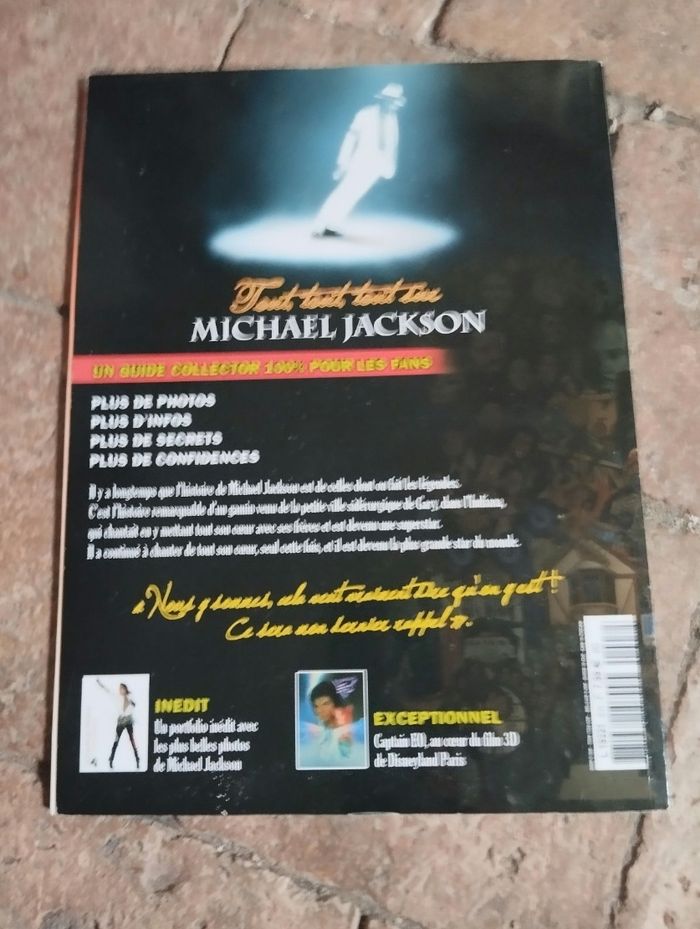 Tout, tout, tout sur
MICHAEL JACKSON
UN GUIDE COLLECTOR 100% POUR LES FANS
PLUS DE PHOTOS
PLUS D'INFOS
PLUS DE SECRETS
PLUS DE CONFIDENCES
Il y a longtemps que l'histoire de Michael Jackson est de celles dont on fait les légendes.
C'est l'histoire remarquable d'un gamin venu de la petite ville sidérurgique de Gary, dans l'Indiana,
qui chantait en y mettant tout son cœur avec ses frères et est devenu une superstar.
Il a continué à chanter de tout son cœur, seul cette fois, et il est devenu la plus grande star du monde.
« Nous y sommes, cela veut vraiment dire qu'on y est !
Ce sera mon dernier rappel ».
INEDIT
Un portfolio inédit avec
les plus belles photos
de Michael Jackson
EXCEPTIONNEL
Captain EO, au cœur du film 3D
de Disneyland Paris